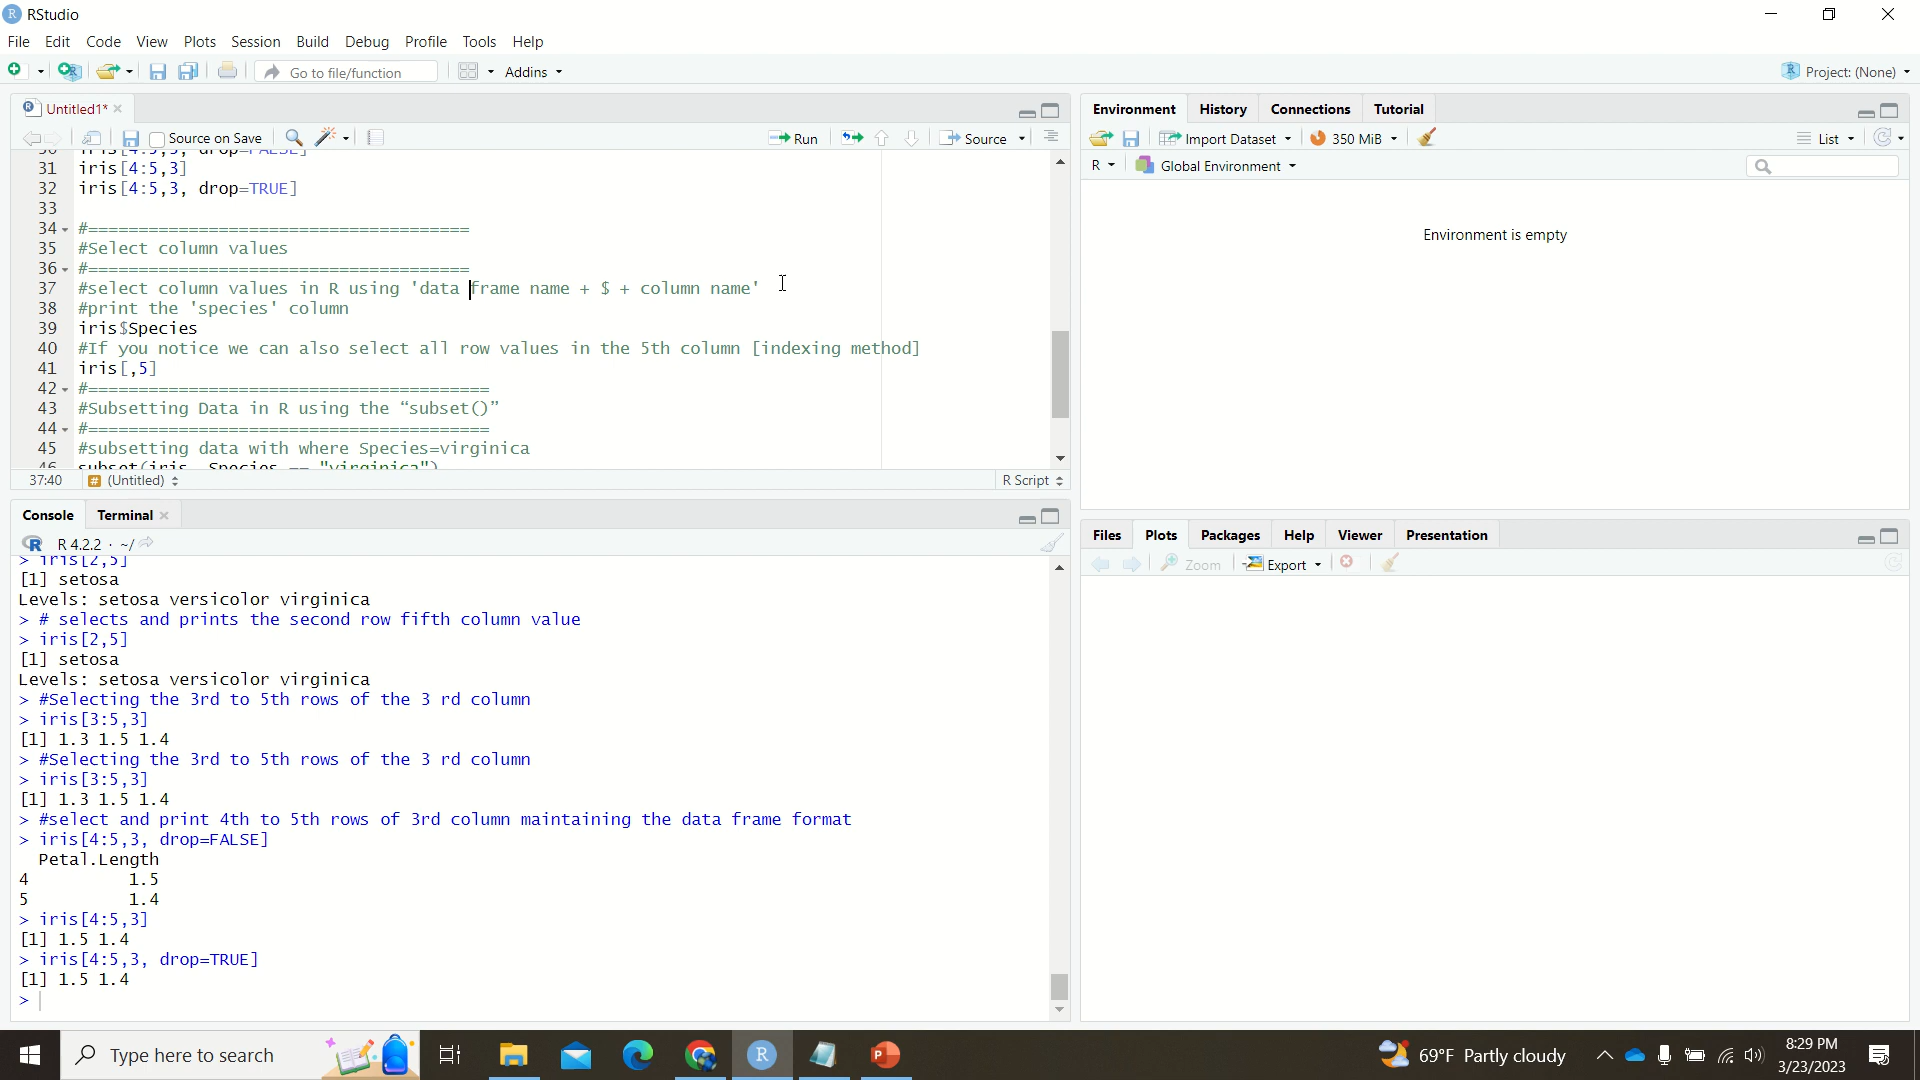 RStudio
File Edit Code View Plots Session Build Debug Profile Tools Help
Go to file/function Addins Project: (None)
Untitled1*
Source on Save Run Source
31 iris[4:5,3]
32 iris[4:5,3, drop=TRUE]
33
34 #======================================
35 #Select column values
36 #======================================
37 #select column values in R using 'data frame name + $ + column name'
38 #print the 'species' column
39 iris$Species
40 #If you notice we can also select all row values in the 5th column [indexing method]
41 iris[,5]
42 #========================================
43 #Subsetting Data in R using the “subset()”
44 #========================================
45 #subsetting data with where Species=virginica
46 subset(iris, Species == "virginica")
37:40 (Untitled) R Script
Console Terminal
R 4.2.2 · ~/
> iris[2,5]
[1] setosa
Levels: setosa versicolor virginica
> # selects and prints the second row fifth column value
> iris[2,5]
[1] setosa
Levels: setosa versicolor virginica
> #Selecting the 3rd to 5th rows of the 3 rd column
> iris[3:5,3]
[1] 1.3 1.5 1.4
> #Selecting the 3rd to 5th rows of the 3 rd column
> iris[3:5,3]
[1] 1.3 1.5 1.4
> #select and print 4th to 5th rows of 3rd column maintaining the data frame format
> iris[4:5,3, drop=FALSE]
Petal.Length
4 1.5
5 1.4
> iris[4:5,3]
[1] 1.5 1.4
> iris[4:5,3, drop=TRUE]
[1] 1.5 1.4
>
Environment History Connections Tutorial
Import Dataset 350 MiB List
R Global Environment
Environment is empty
Files Plots Packages Help Viewer Presentation
Zoom Export
Type here to search
69°F Partly cloudy
8:29 PM
3/23/2023